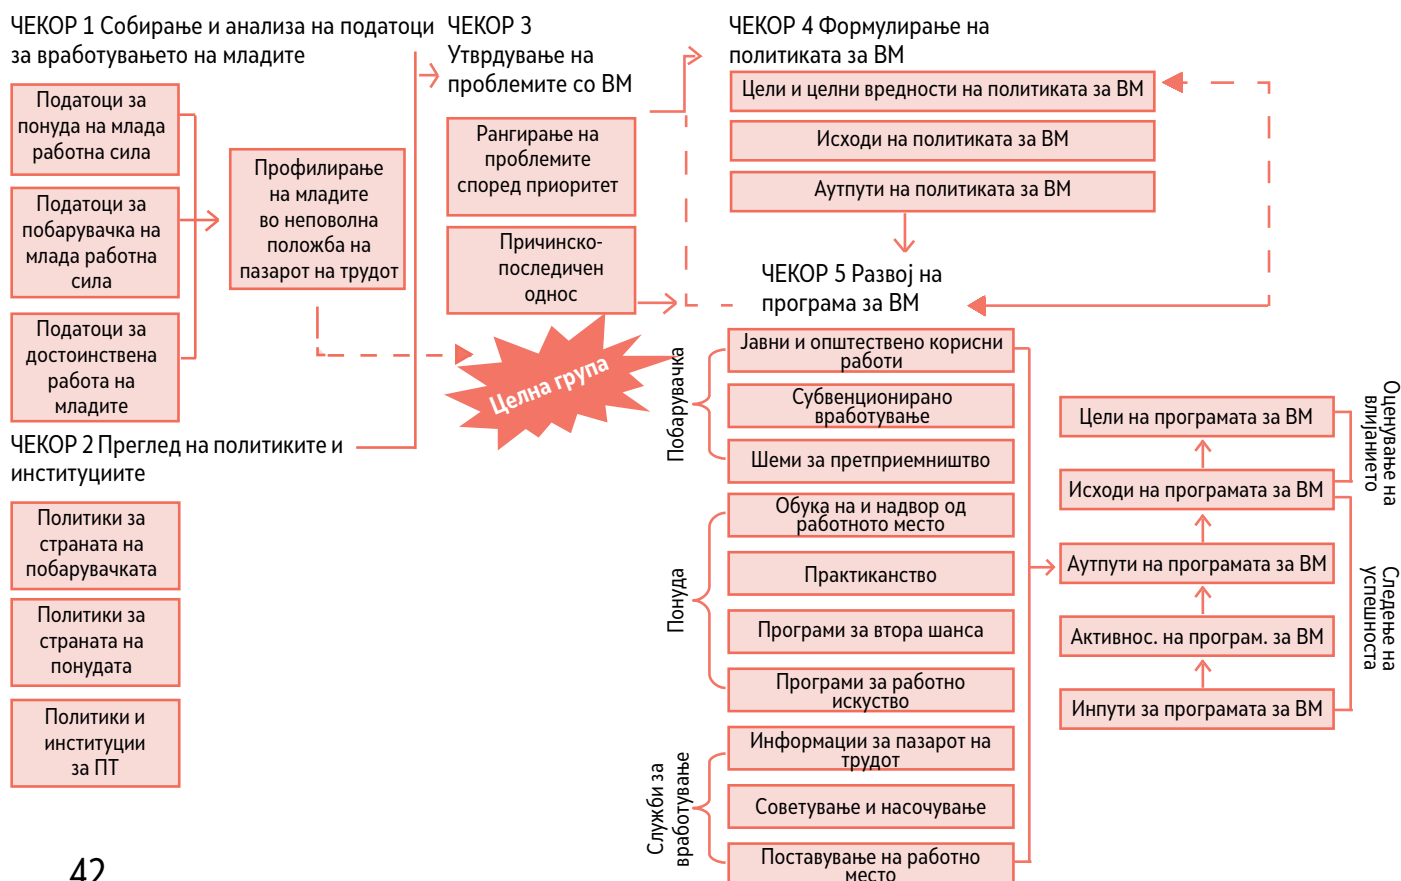 ЧЕКОР 1 Собирање и анализа на податоци
за вработувањето на младите
Податоци за
понуда на млада
работна сила
Податоци за
побарувачка на
млада работна
сила
Податоци за
достоинствена
работа на
младите
Профилирање
на младите
во неповолна
положба на
пазарот на трудот
ЧЕКОР 2 Преглед на политиките и
институциите
Политики за
страната на
побарувачката
Политики за
страната на
понудата
Политики и
институции
за ПТ
ЧЕКОР 3
Утврдување на
проблемите со ВМ
Рангирање на
проблемите
според приоритет
Причинско-
последичен
однос
Целна група
ЧЕКОР 4 Формулирање на
политиката за ВМ
Цели и целни вредности на политиката за ВМ
Исходи на политиката за ВМ
Аутпути на политиката за ВМ
ЧЕКОР 5 Развој на
програма за ВМ
Побарувачка
Јавни и општествено корисни
работи
Субвенционирано
вработување
Шеми за претприемништво
Понуда
Обука на и надвор од
работното место
Практиканство
Програми за втора шанса
Програми за работно
искуство
Служби за
вработување
Информации за пазарот на
трудот
Советување и насочување
Поставување на работно
место
Цели на програмата за ВМ
Исходи на програмата за ВМ
Аутпути на програмата за ВМ
Активнос. на програм. за ВМ
Инпути за програмата за ВМ
Оценување на
влијанието
Следење на
успешноста
42